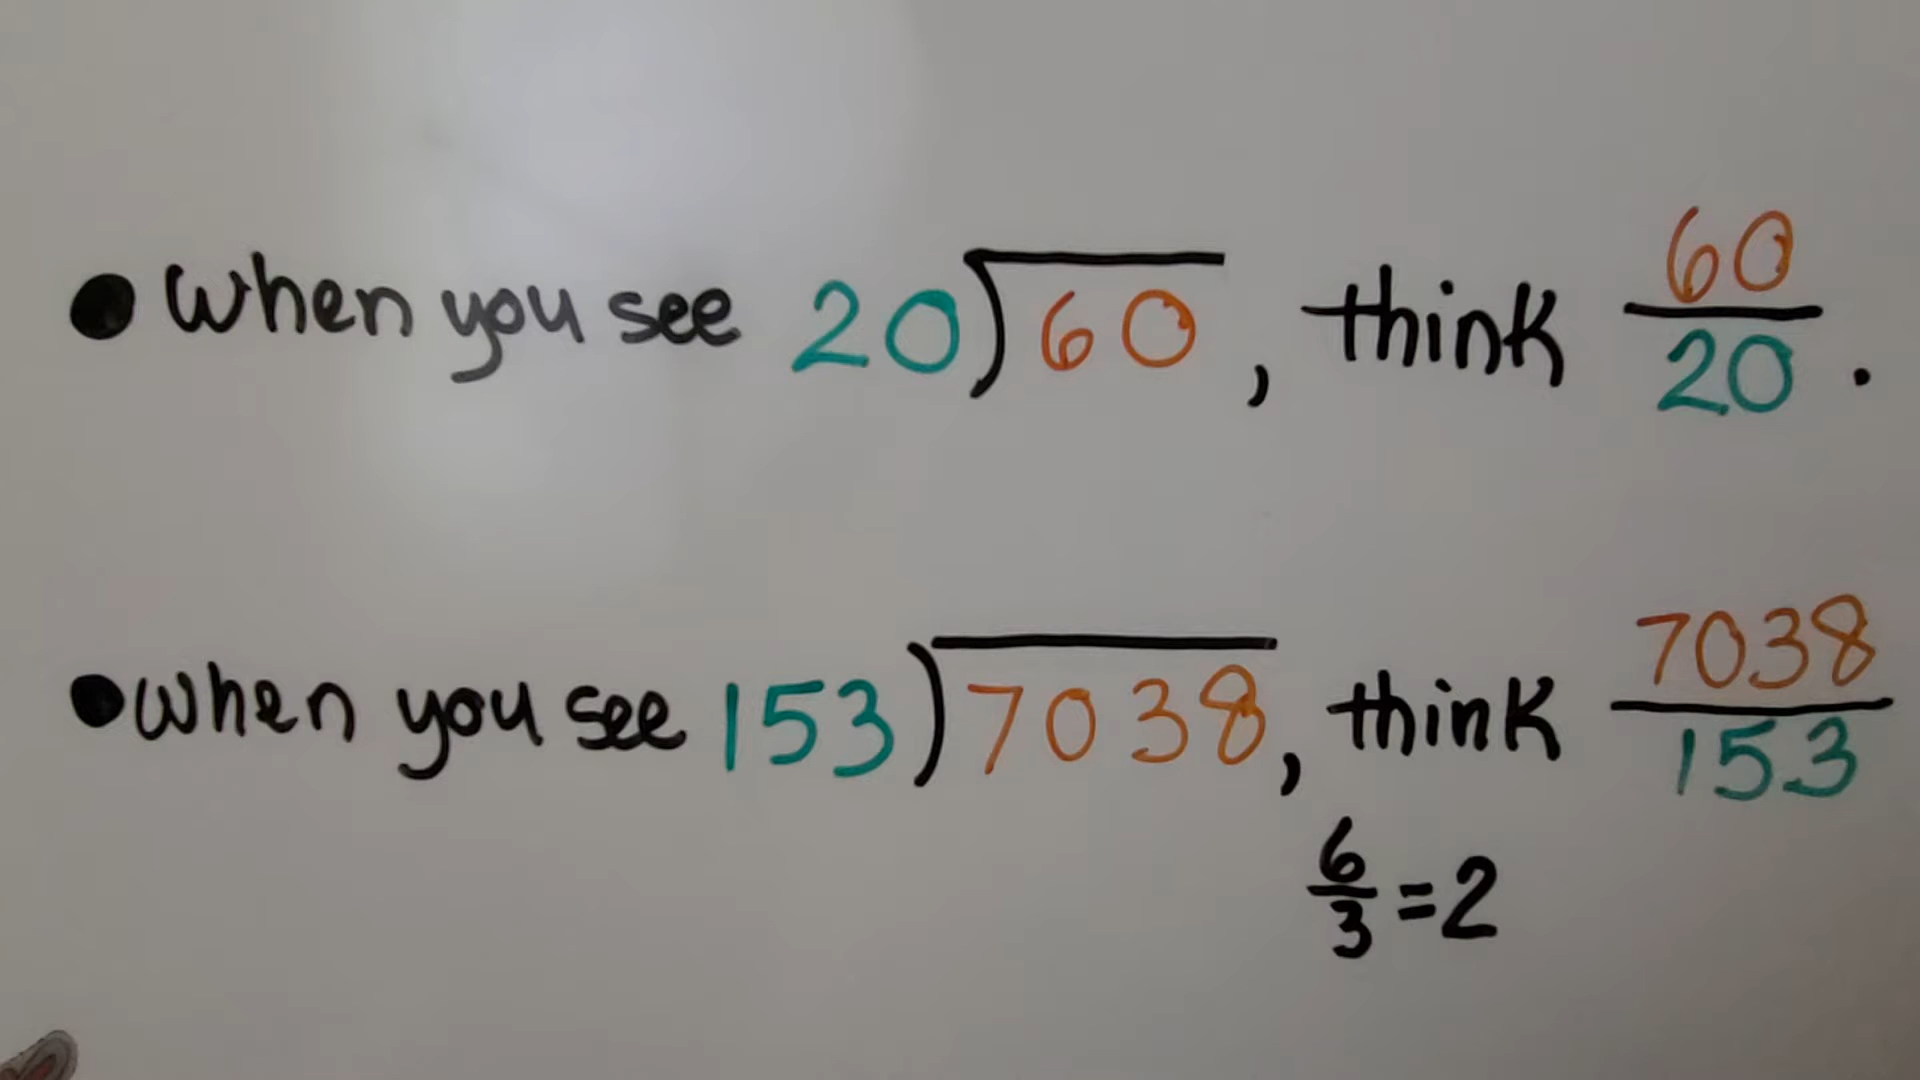 ● When you see 20)60, think 60/20.
● When you see 153)7038, think 7038/153
6/3 = 2